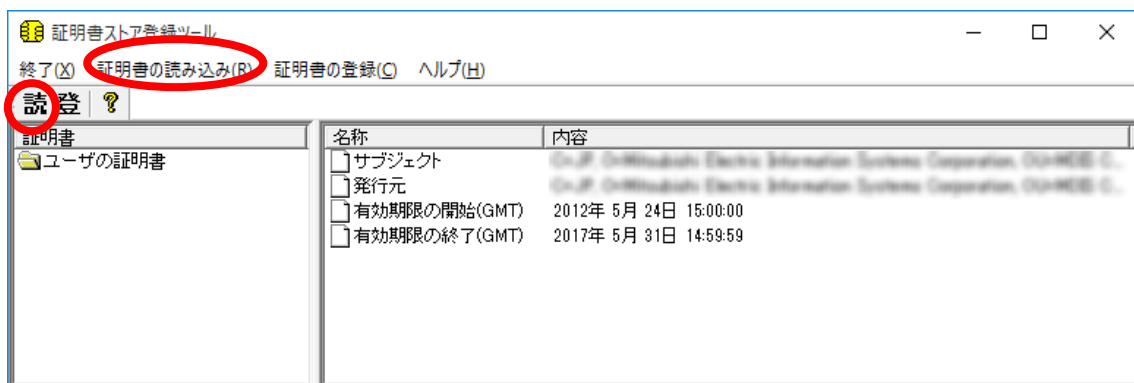 証明書ストア登録ツール
終了(X) 証明書の読み込み(R) 証明書の登録(C) ヘルプ(H)
読 登 ?
証明書 名称 内容
ユーザの証明書 サブジェクト
発行元
有効期限の開始(GMT) 2012年 5月 24日 15:00:00
有効期限の終了(GMT) 2017年 5月 31日 14:59:59